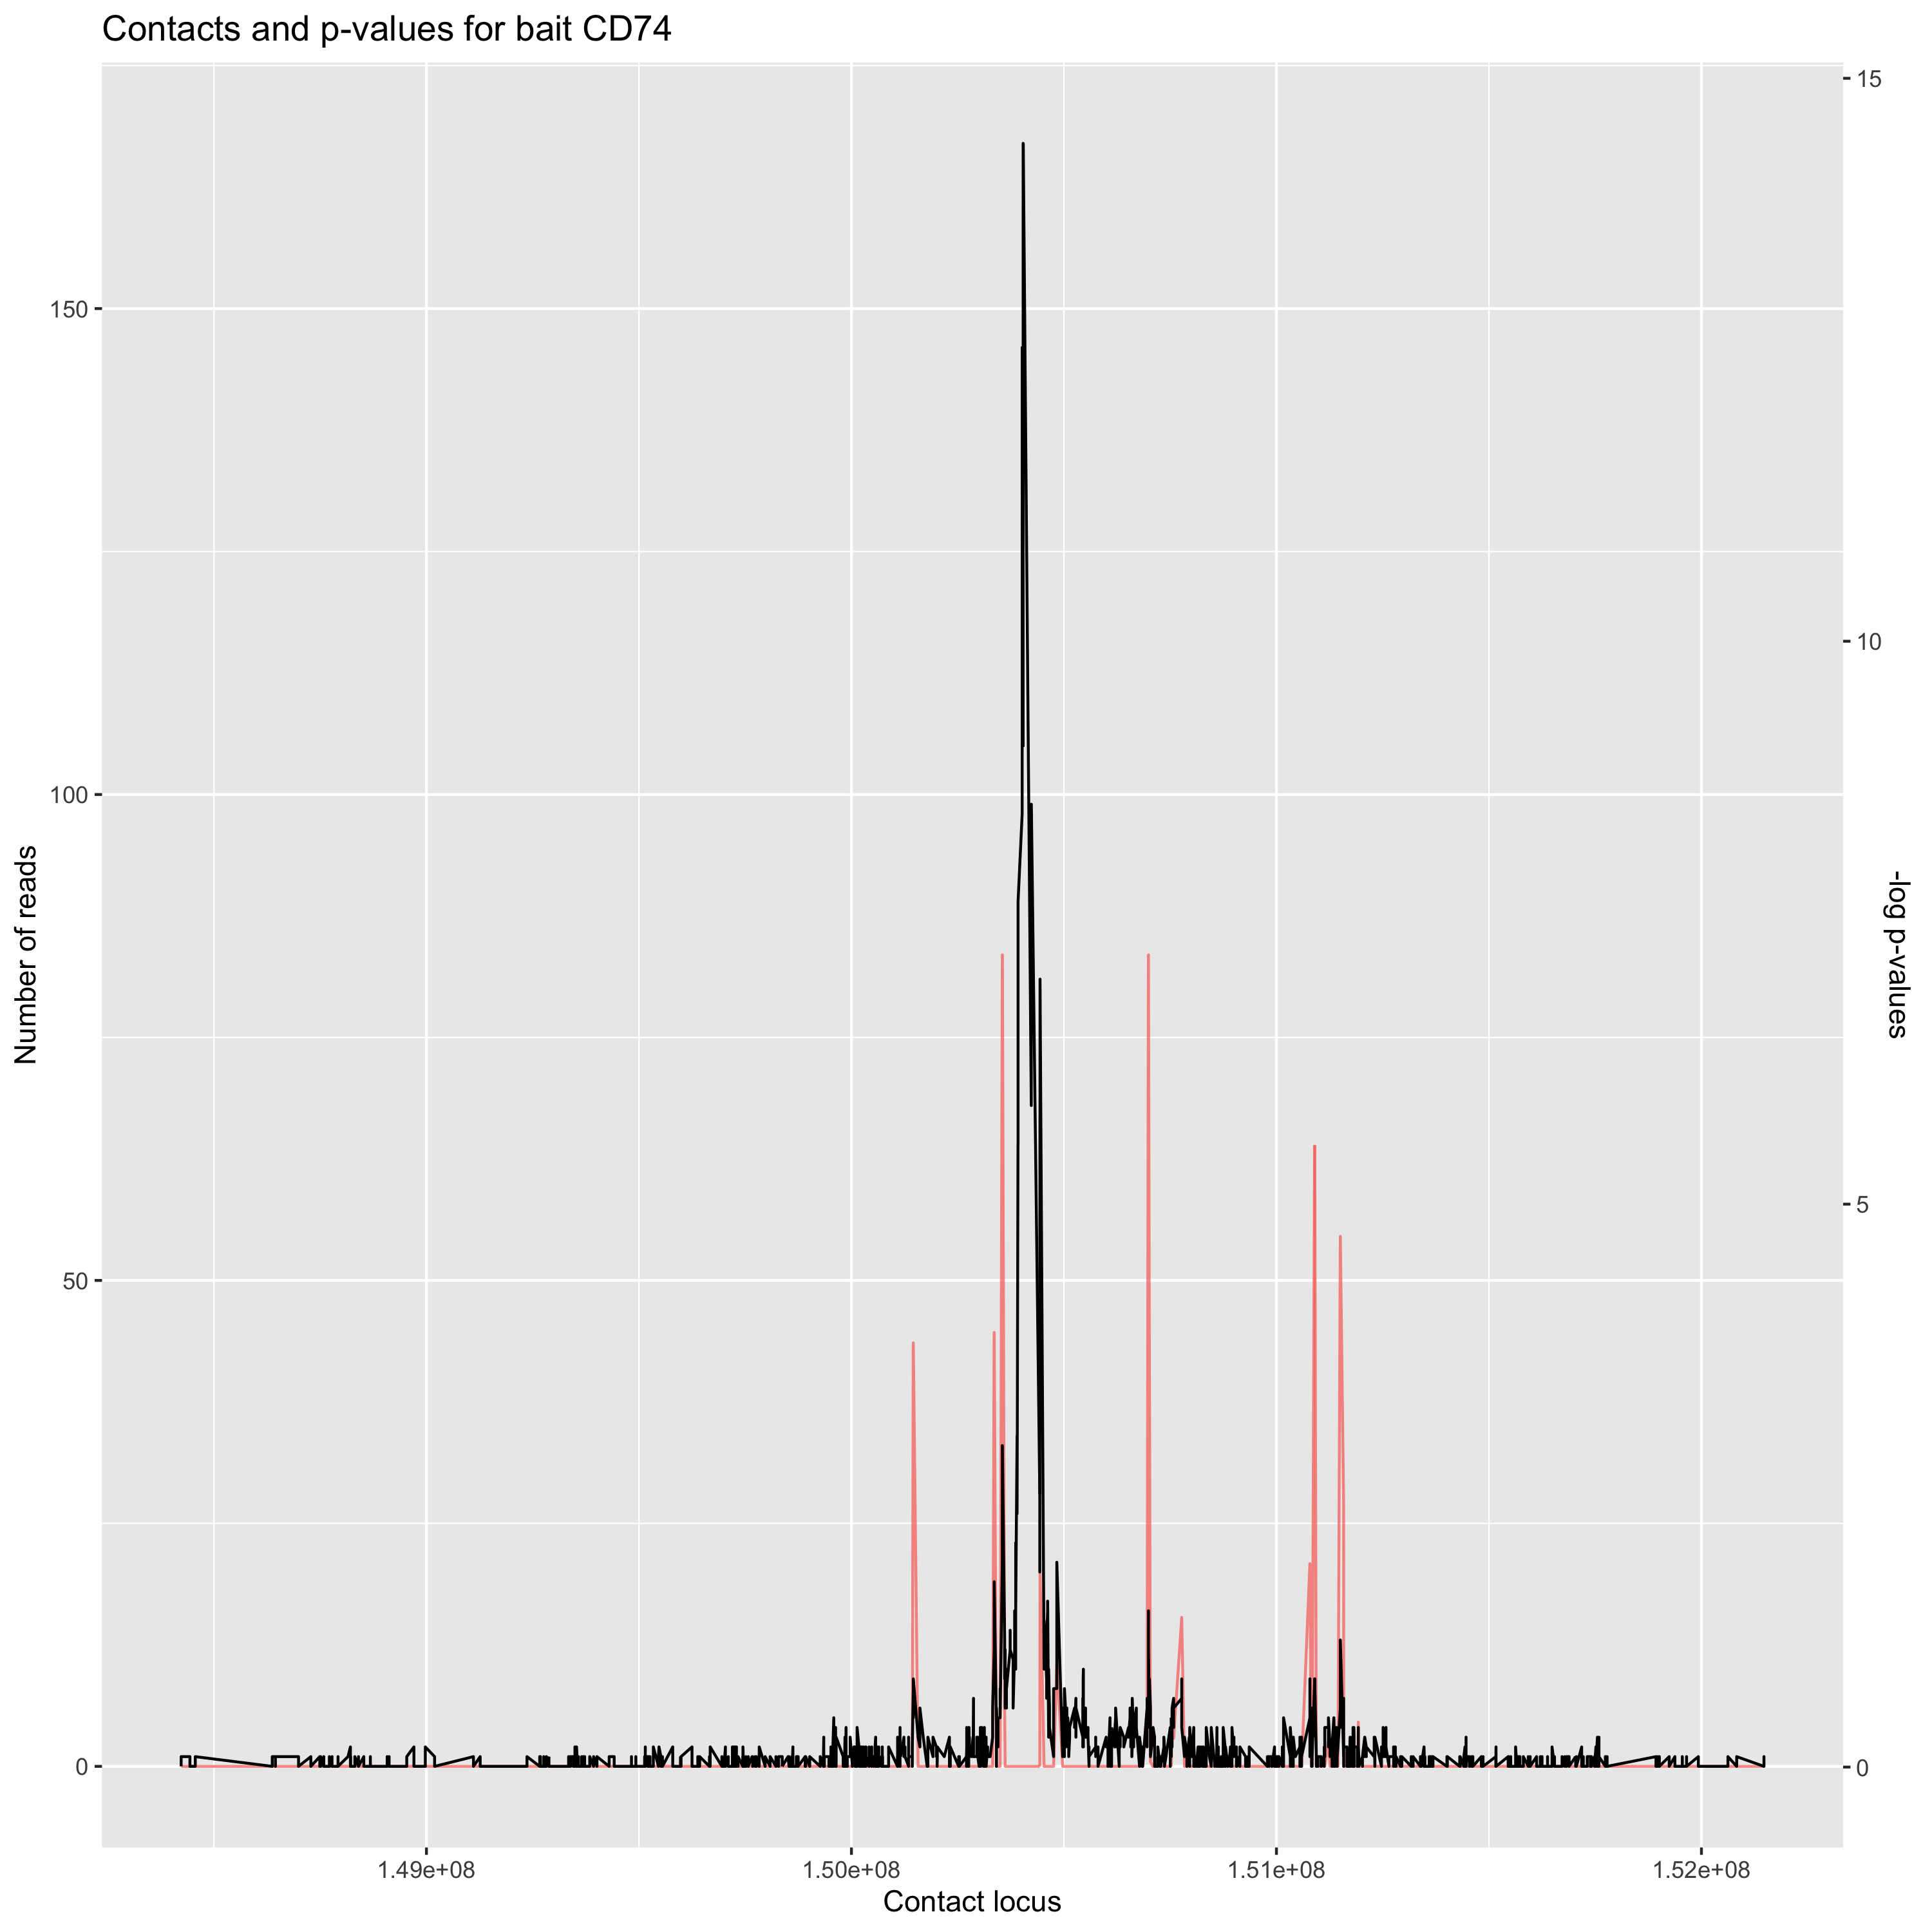 Contacts and p-values for bait CD74
15
150
10
100
Number of reads
-log p-values
5
50
0
0
1.49e+08
1.50e+08
1.51e+08
1.52e+08
Contact locus